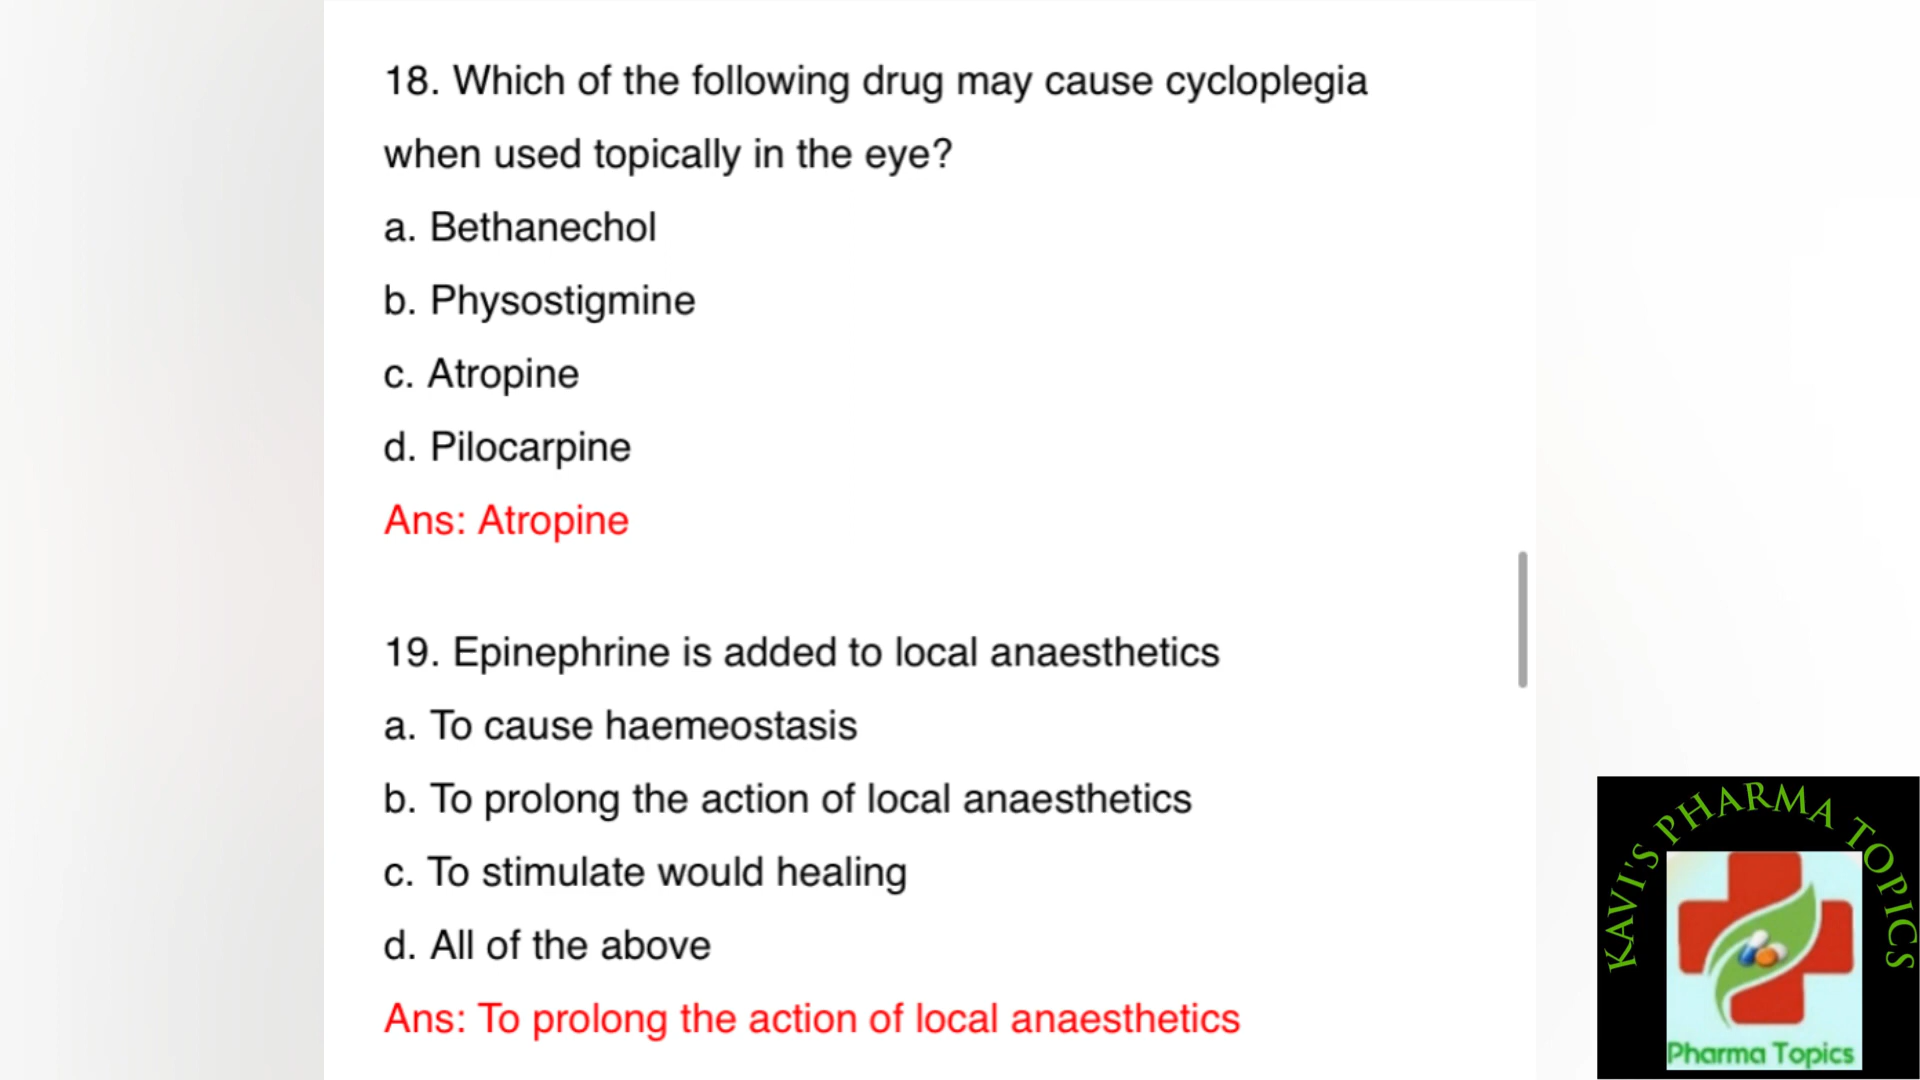 18. Which of the following drug may cause cycloplegia
when used topically in the eye?
a. Bethanechol
b. Physostigmine
c. Atropine
d. Pilocarpine
Ans: Atropine
19. Epinephrine is added to local anaesthetics
a. To cause haemeostasis
b. To prolong the action of local anaesthetics
c. To stimulate would healing
d. All of the above
Ans: To prolong the action of local anaesthetics
KAVI'S PHARMA TOPICS
Pharma Topics